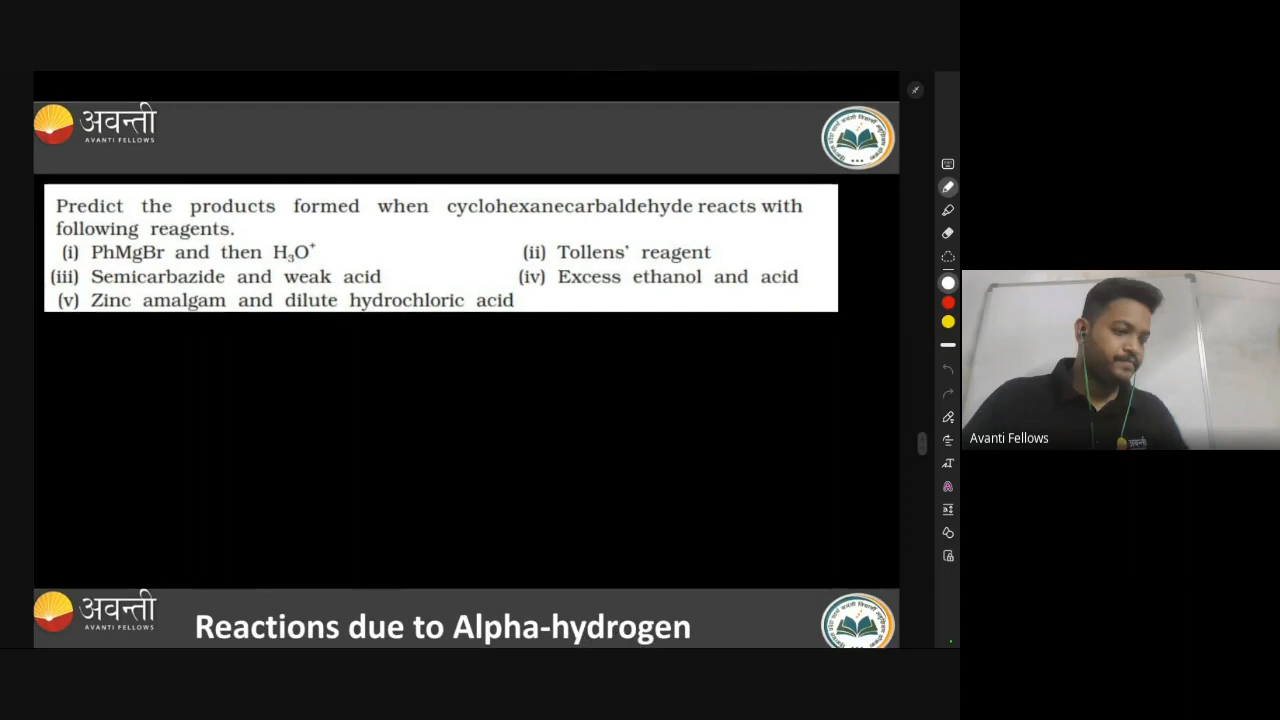 अवन्ती
AVANTI FELLOWS
Predict the products formed when cyclohexanecarbaldehyde reacts with
following reagents.
(i) PhMgBr and then H₃O⁺
(ii) Tollens' reagent
(iii) Semicarbazide and weak acid
(iv) Excess ethanol and acid
(v) Zinc amalgam and dilute hydrochloric acid
Avanti Fellows
अवन्ती
AVANTI FELLOWS
Reactions due to Alpha-hydrogen